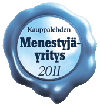 Kauppalehden
Menestyjä-
yritys
2011